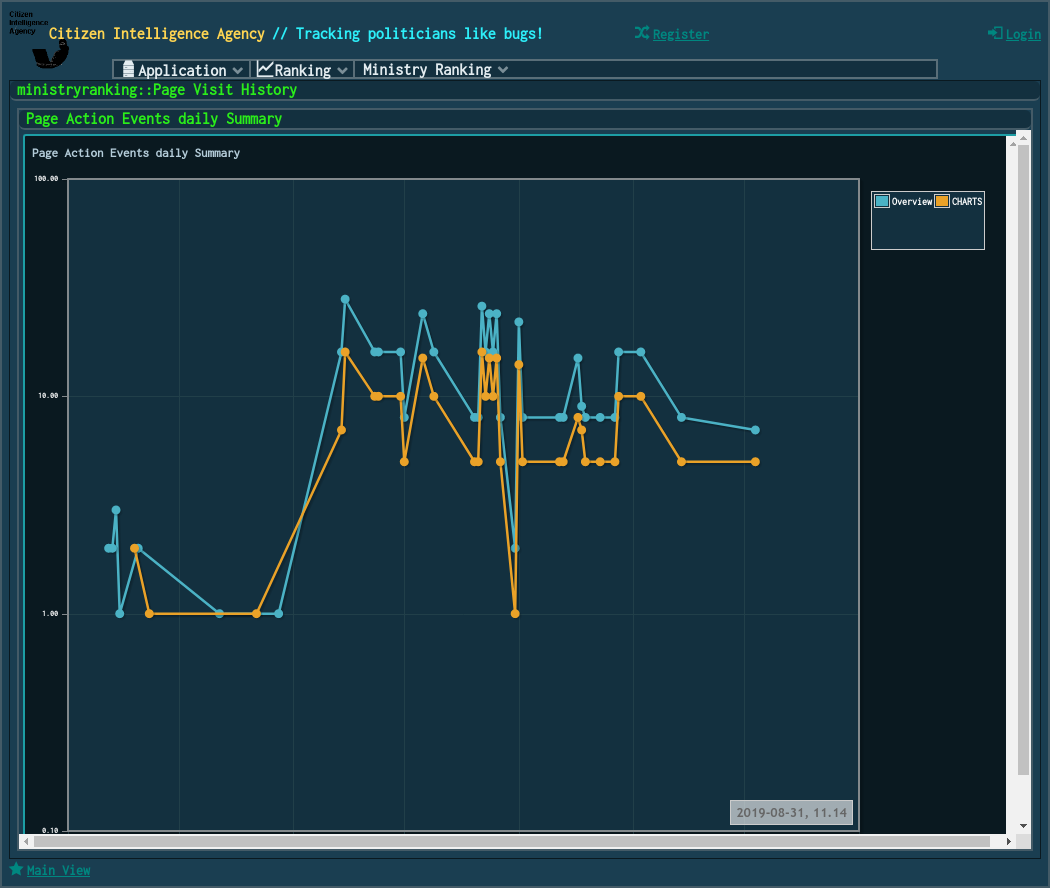 Citizen
Intelligence
Agency
Citizen Intelligence Agency // Tracking politicians like bugs!
Register
Login
Application
Ranking
Ministry Ranking
ministryranking::Page Visit History
Page Action Events daily Summary
Page Action Events daily Summary
100.00
Overview
CHARTS
10.00
1.00
2019-08-31, 11.14
0.10
Main View